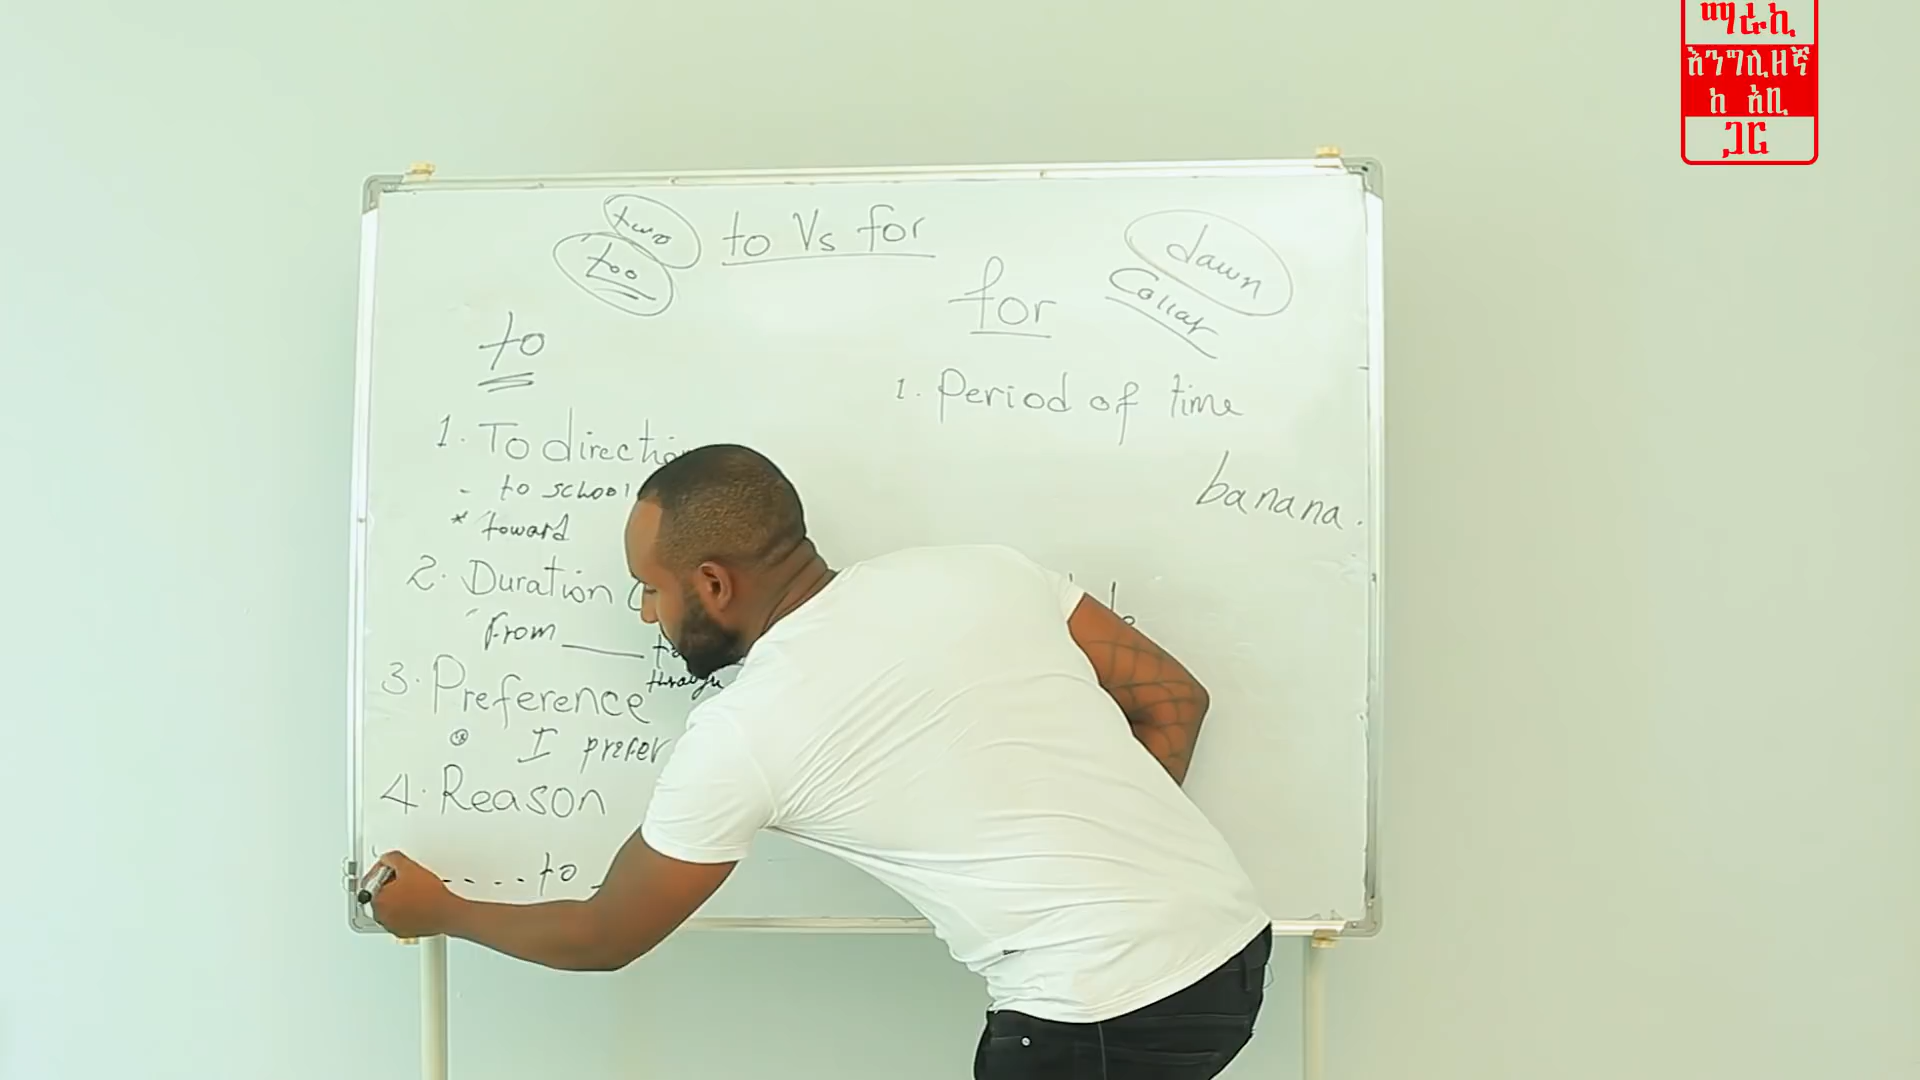 ማራኪ
እንግሊዘኛ
ከ አቢ
ጋር
two
too
to Vs for
dawn
Collar
for
to
1. Period of time
1. To directio
- to school
* toward
banana.
2. Duration
From ____ to
through
3. Preference
I prefer
4. Reason
.... to